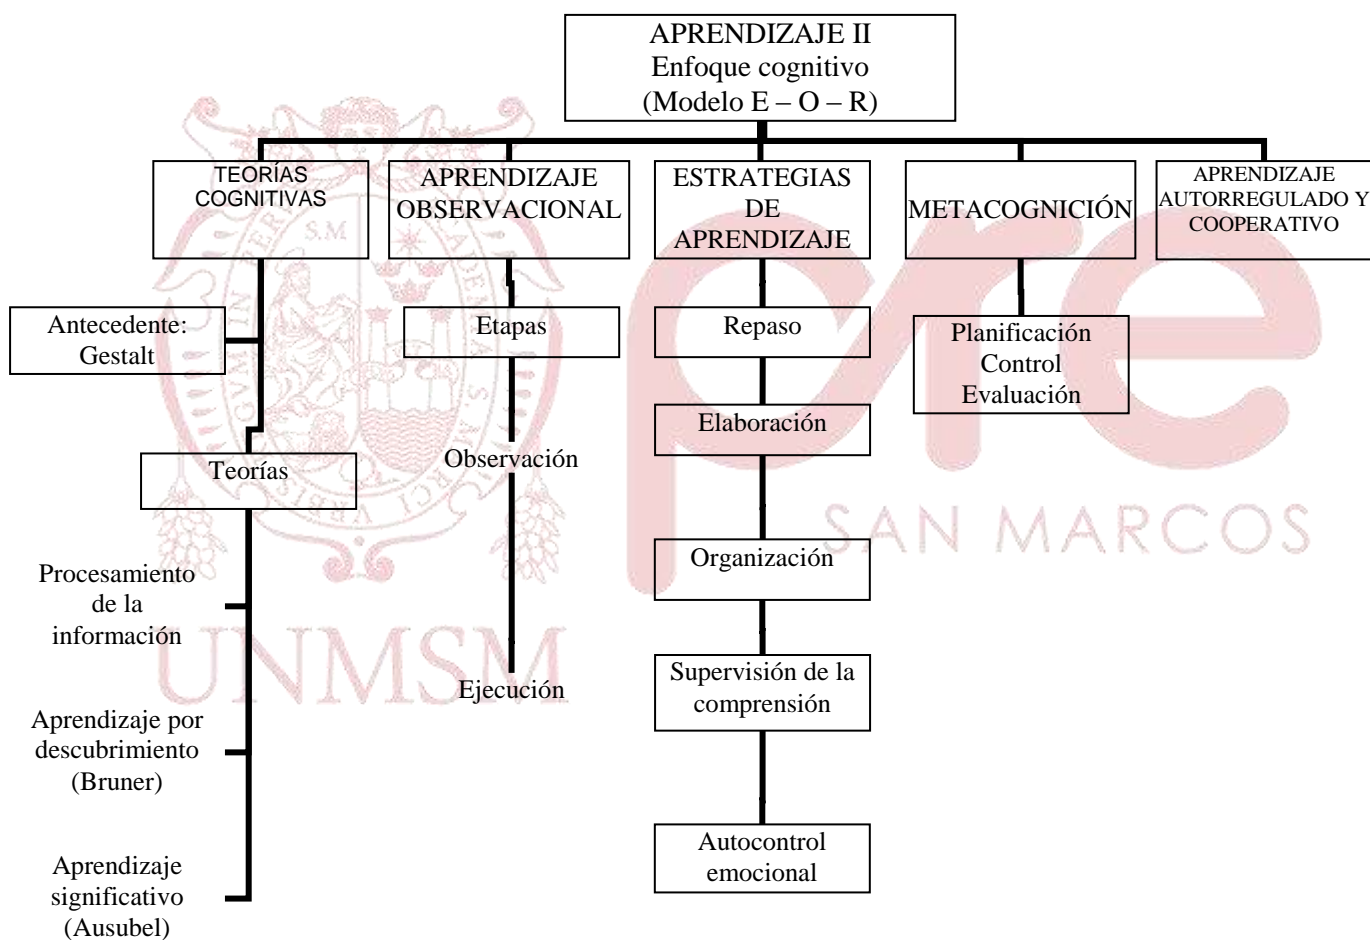 APRENDIZAJE II
Enfoque cognitivo
(Modelo E – O – R)
TEORÍAS
COGNITIVAS
APRENDIZAJE
OBSERVACIONAL
ESTRATEGIAS
DE
APRENDIZAJE
METACOGNICIÓN
APRENDIZAJE
AUTORREGULADO Y
COOPERATIVO
Antecedente:
Gestalt
Teorías
Procesamiento
de la
información
Aprendizaje por
descubrimiento
(Bruner)
Aprendizaje
significativo
(Ausubel)
Etapas
Observación
Ejecución
Repaso
Elaboración
Organización
Supervisión de la
comprensión
Autocontrol
emocional
Planificación
Control
Evaluación
S.M
UNMSM
pre
SAN MARCOS